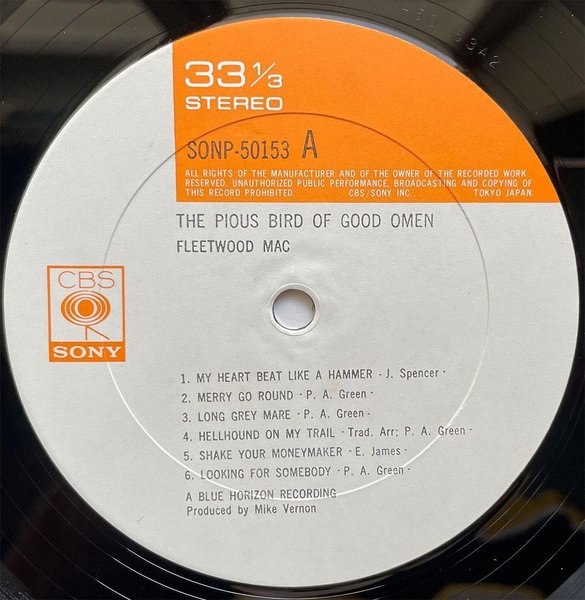 33 1/3
STEREO
SONP-50153 A
ALL RIGHTS OF THE MANUFACTURER AND OF THE OWNER OF THE RECORDED WORK
RESERVED. UNAUTHORIZED PUBLIC PERFORMANCE, BROADCASTING AND COPYING OF
THIS RECORD PROHIBITED. CBS/SONY INC. TOKYO JAPAN.
THE PIOUS BIRD OF GOOD OMEN
FLEETWOOD MAC
CBS
SONY
1. MY HEART BEAT LIKE A HAMMER · J. Spencer ·
2. MERRY GO ROUND · P. A. Green ·
3. LONG GREY MARE · P. A. Green ·
4. HELLHOUND ON MY TRAIL · Trad. Arr: P. A. Green ·
5. SHAKE YOUR MONEYMAKER · E. James ·
6. LOOKING FOR SOMEBODY · P. A. Green ·
A BLUE HORIZON RECORDING
Produced by Mike Vernon